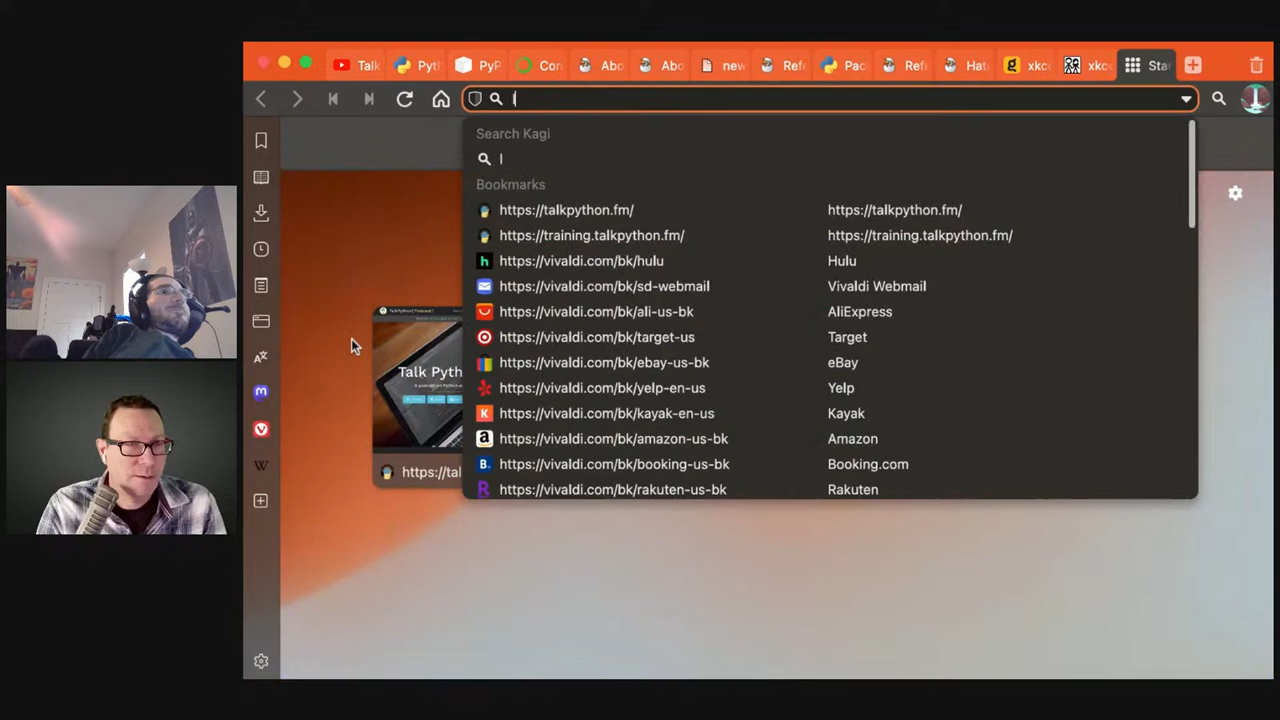 Talk
Pyth
PyP
Con
Abo
Abo
new
Refe
Pac
Refa
Hat
xkc
xkc
Sta
l
Search Kagi
l
Bookmarks
https://talkpython.fm/ https://talkpython.fm/
https://training.talkpython.fm/ https://training.talkpython.fm/
https://vivaldi.com/bk/hulu Hulu
https://vivaldi.com/bk/sd-webmail Vivaldi Webmail
https://vivaldi.com/bk/ali-us-bk AliExpress
https://vivaldi.com/bk/target-us Target
https://vivaldi.com/bk/ebay-us-bk eBay
https://vivaldi.com/bk/yelp-en-us Yelp
https://vivaldi.com/bk/kayak-en-us Kayak
https://vivaldi.com/bk/amazon-us-bk Amazon
https://vivaldi.com/bk/booking-us-bk Booking.com
https://vivaldi.com/bk/rakuten-us-bk Rakuten
Talk Pyth
https://tal